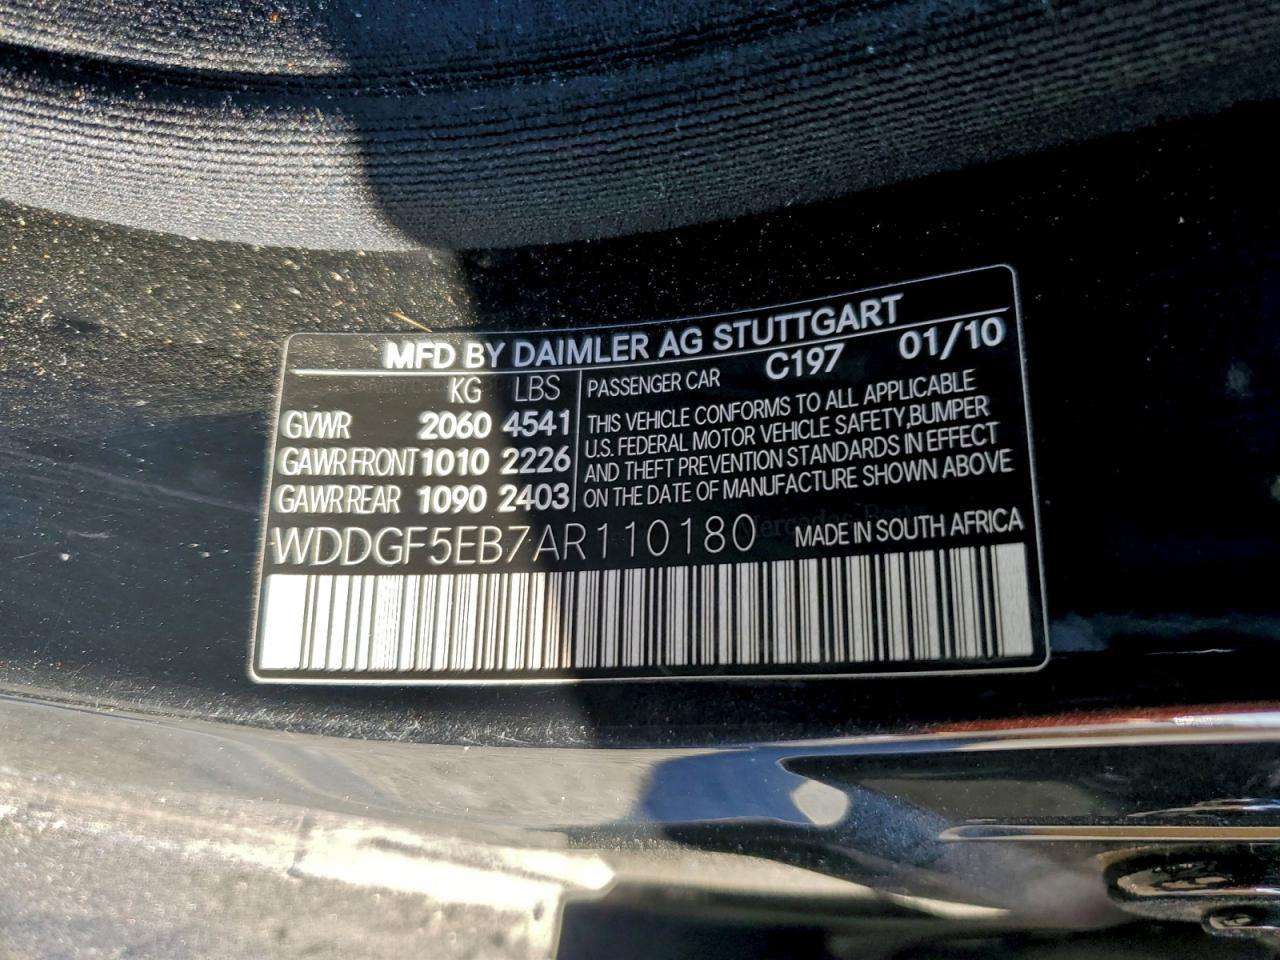 MFD BY DAIMLER AG STUTTGART
KG LBS PASSENGER CAR C197 01/10
GVWR 2060 4541
GAWR FRONT 1010 2226
GAWR REAR 1090 2403
THIS VEHICLE CONFORMS TO ALL APPLICABLE
U.S. FEDERAL MOTOR VEHICLE SAFETY, BUMPER
AND THEFT PREVENTION STANDARDS IN EFFECT
ON THE DATE OF MANUFACTURE SHOWN ABOVE
WDDGF5EB7AR110180 MADE IN SOUTH AFRICA